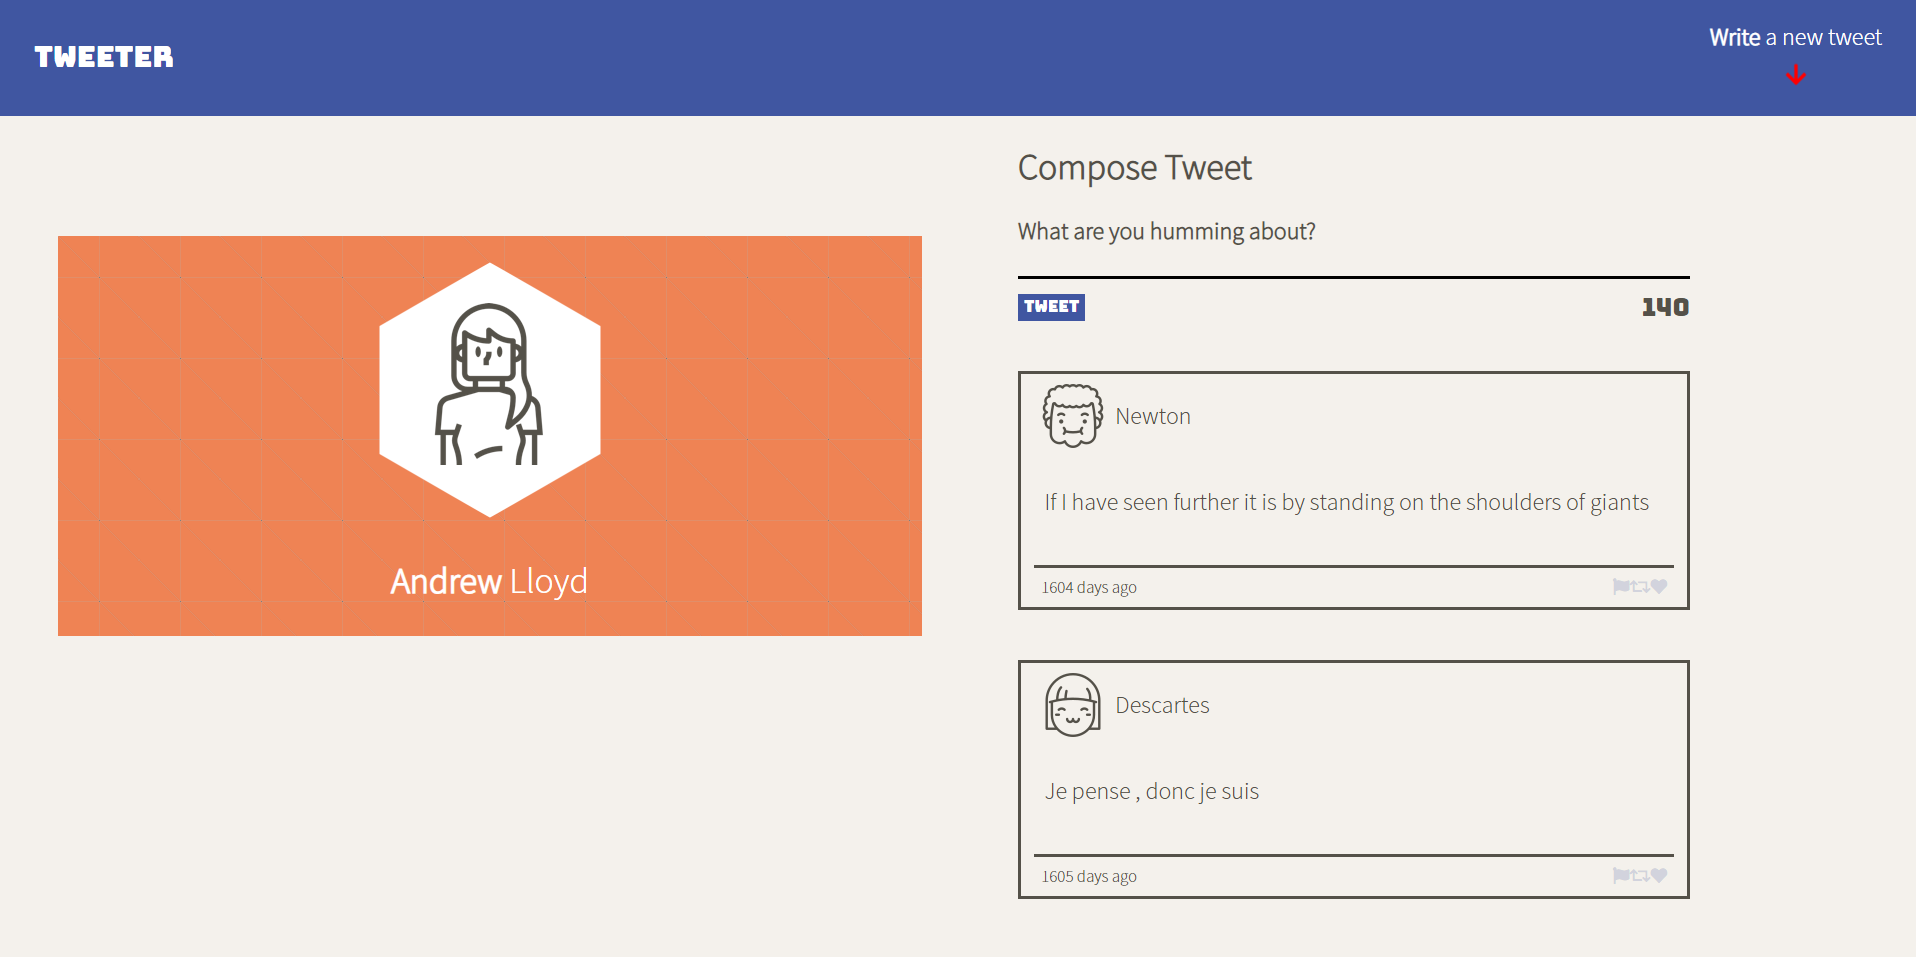 TWEETER
Write a new tweet
Andrew Lloyd
Compose Tweet
What are you humming about?
TWEET
140
Newton
If I have seen further it is by standing on the shoulders of giants
1604 days ago
Descartes
Je pense , donc je suis
1605 days ago